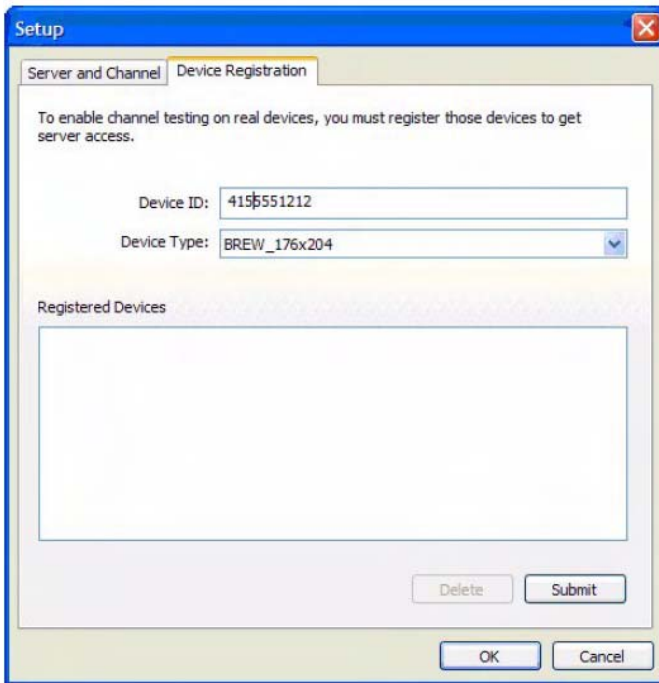 Setup
Server and Channel
Device Registration
To enable channel testing on real devices, you must register those devices to get
server access.
Device ID: 4155551212
Device Type: BREW_176x204
Registered Devices
Delete
Submit
OK
Cancel